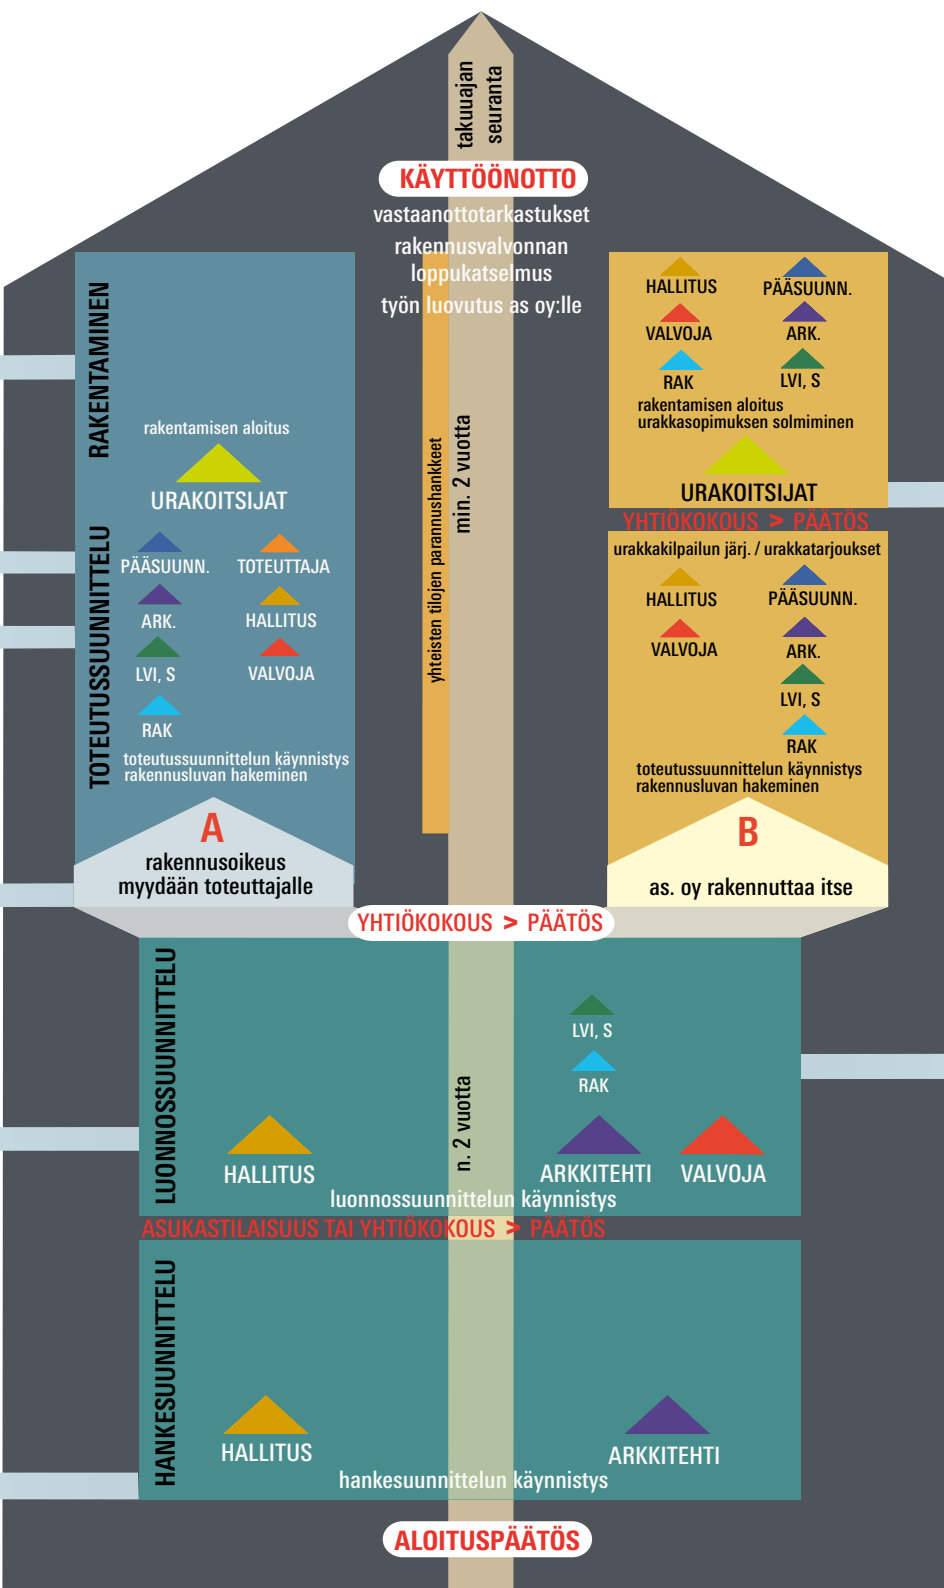 takuuajan
seuranta
KÄYTTÖÖNOTTO
vastaanottotarkastukset
rakennusvalvonnan
loppukatselmus
työn luovutus as oy:lle
yhteisten tilojen parannushankkeet
min. 2 vuotta
RAKENTAMINEN
rakentamisen aloitus
URAKOITSIJAT
TOTEUTUSSUUNNITTELU
PÄÄSUUNN.
TOTEUTTAJA
ARK.
HALLITUS
LVI, S
VALVOJA
RAK
toteutussuunnittelun käynnistys
rakennusluvan hakeminen
A
rakennusoikeus
myydään toteuttajalle
HALLITUS
PÄÄSUUNN.
VALVOJA
ARK.
RAK
LVI, S
rakentamisen aloitus
urakkasopimuksen solmiminen
URAKOITSIJAT
YHTIÖKOKOUS > PÄÄTÖS
urakkakilpailun järj. / urakkatarjoukset
HALLITUS
PÄÄSUUNN.
VALVOJA
ARK.
LVI, S
RAK
toteutussuunnittelun käynnistys
rakennusluvan hakeminen
B
as. oy rakennuttaa itse
YHTIÖKOKOUS > PÄÄTÖS
LUONNOSSUUNNITTELU
LVI, S
RAK
n. 2 vuotta
HALLITUS
ARKKITEHTI
VALVOJA
luonnossuunnittelun käynnistys
ASUKASTILAISUUS TAI YHTIÖKOKOUS > PÄÄTÖS
HANKESUUNNITTELU
HALLITUS
ARKKITEHTI
hankesuunnittelun käynnistys
ALOITUSPÄÄTÖS